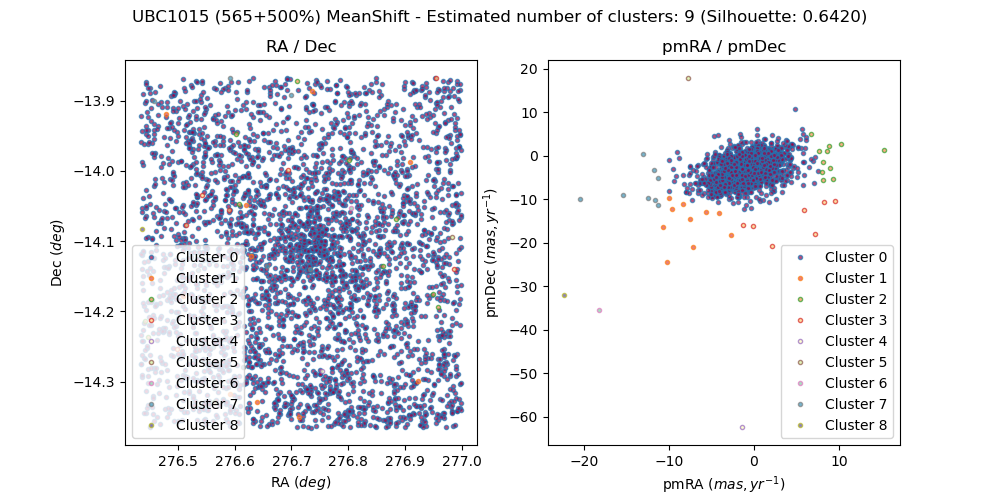 UBC1015 (565+500%) MeanShift - Estimated number of clusters: 9 (Silhouette: 0.6420)
RA / Dec
−13.9
−14.0
−14.1
−14.2
−14.3
Dec (deg)
276.5
276.6
276.7
276.8
276.9
277.0
RA (deg)
Cluster 0
Cluster 1
Cluster 2
Cluster 3
Cluster 4
Cluster 5
Cluster 6
Cluster 7
Cluster 8
pmRA / pmDec
20
10
0
−10
−20
−30
−40
−50
−60
pmDec (mas, yr⁻¹)
−20
−10
0
10
pmRA (mas, yr⁻¹)
Cluster 0
Cluster 1
Cluster 2
Cluster 3
Cluster 4
Cluster 5
Cluster 6
Cluster 7
Cluster 8